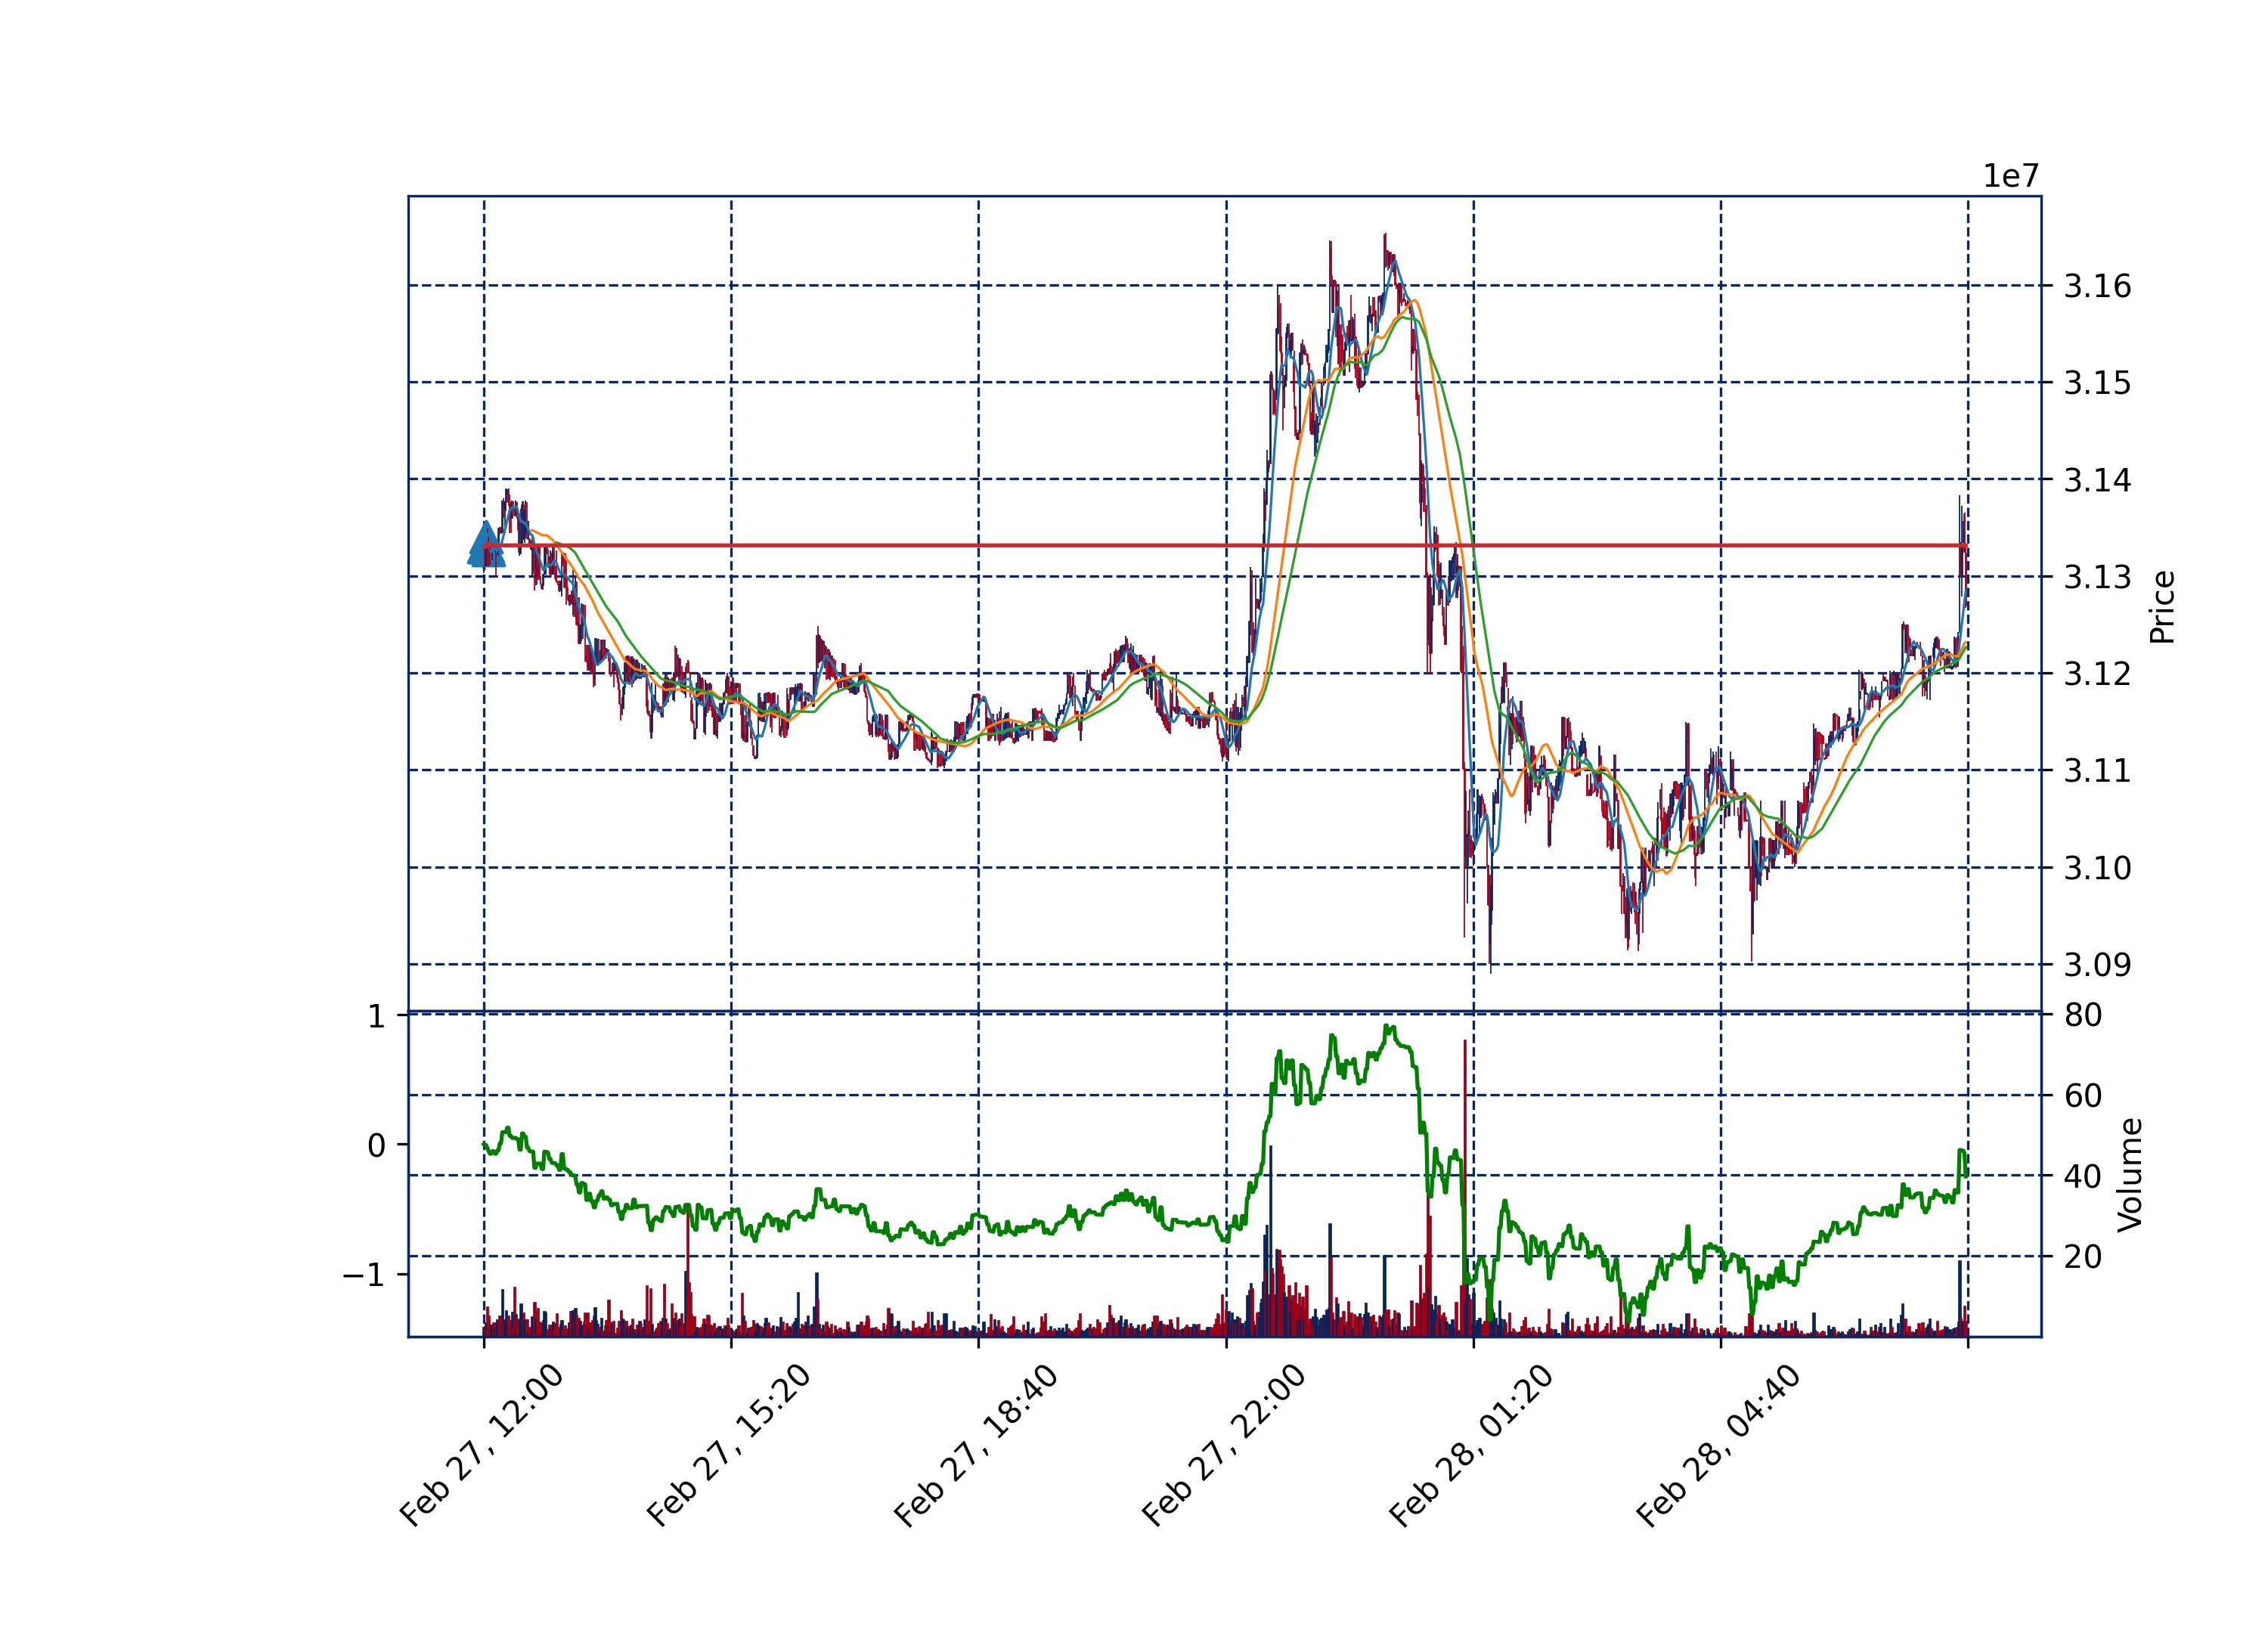 1e7
3.16
3.15
3.14
3.13
3.12
3.11
3.10
3.09
Price
1
0
−1
80
60
40
20
Volume
Feb 27, 12:00
Feb 27, 15:20
Feb 27, 18:40
Feb 27, 22:00
Feb 28, 01:20
Feb 28, 04:40